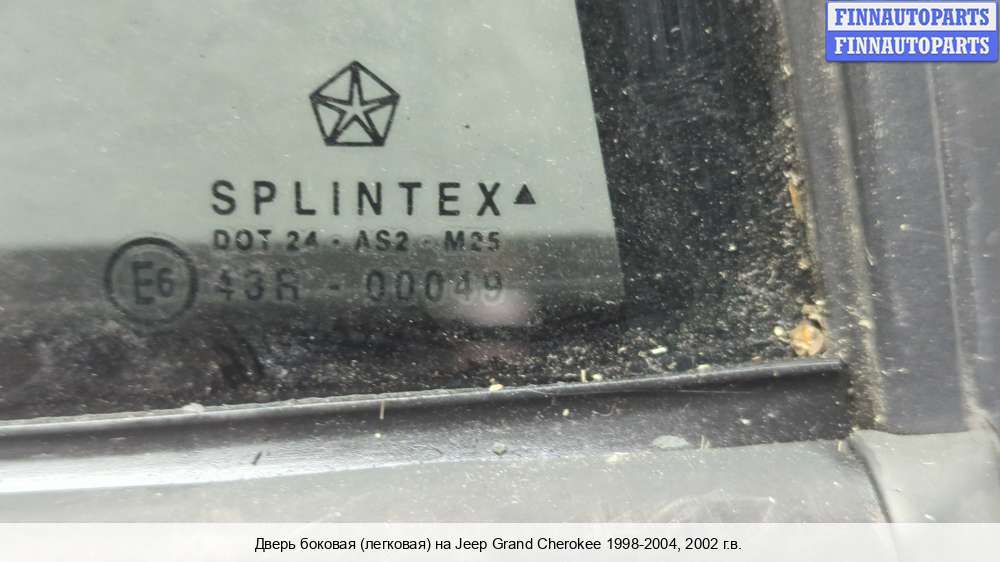 FINNAUTOPARTS
FINNAUTOPARTS
SPLINTEX▲
DOT 24 - AS2 - M25
E6 43R - 00049
Дверь боковая (легковая) на Jeep Grand Cherokee 1998-2004, 2002 г.в.